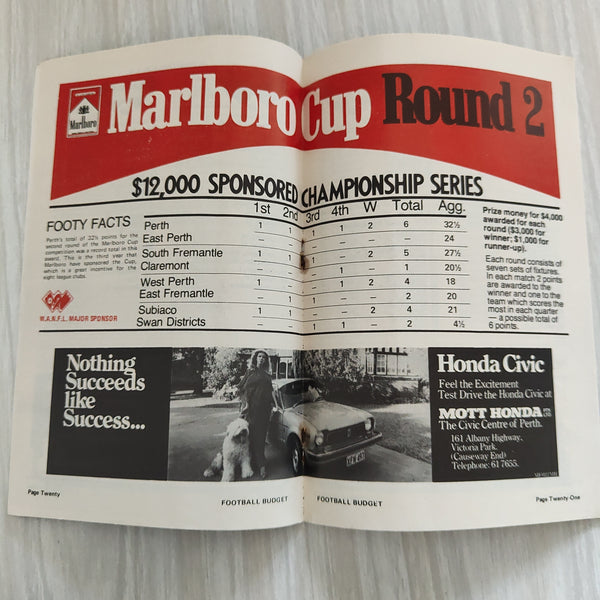 Marlboro
Marlboro Cup Round 2
$12,000 SPONSORED CHAMPIONSHIP SERIES
FOOTY FACTS
Perth's total of 32½ points for the
second round of the Marlboro Cup
competition was a record total in this
award. This is the third year that
Marlboro have sponsored the Cup,
which is a great incentive for the
eight league clubs.
W.A.N.F.L. MAJOR SPONSOR
1st 2nd 3rd 4th W Total Agg.
Perth 1 1 1 1 2 6 32½
East Perth – – – – – – 24
South Fremantle 1 1 1 – 2 5 27½
Claremont – – – 1 – 1 20½
West Perth 1 – – 1 2 4 18
East Fremantle – 1 1 – – 2 20
Subiaco 1 1 – – 2 4 21
Swan Districts – – 1 1 – 2 4½
Prize money for $4,000
awarded for each
round ($3,000 for
winner; $1,000 for
runner-up).
Each round consists of
seven sets of fixtures.
In each match 2 points
are awarded to the
winner and one to the
team which scores the
most in each quarter
— a possible total of
6 points.
Nothing
Succeeds
like
Success...
Honda Civic
Feel the Excitement
Test Drive the Honda Civic at
MOTT HONDA PTY. LTD.
The Civic Centre of Perth.
161 Albany Highway,
Victoria Park.
(Causeway End)
Telephone: 61 7655.
Page Twenty
FOOTBALL BUDGET
FOOTBALL BUDGET
Page Twenty-One